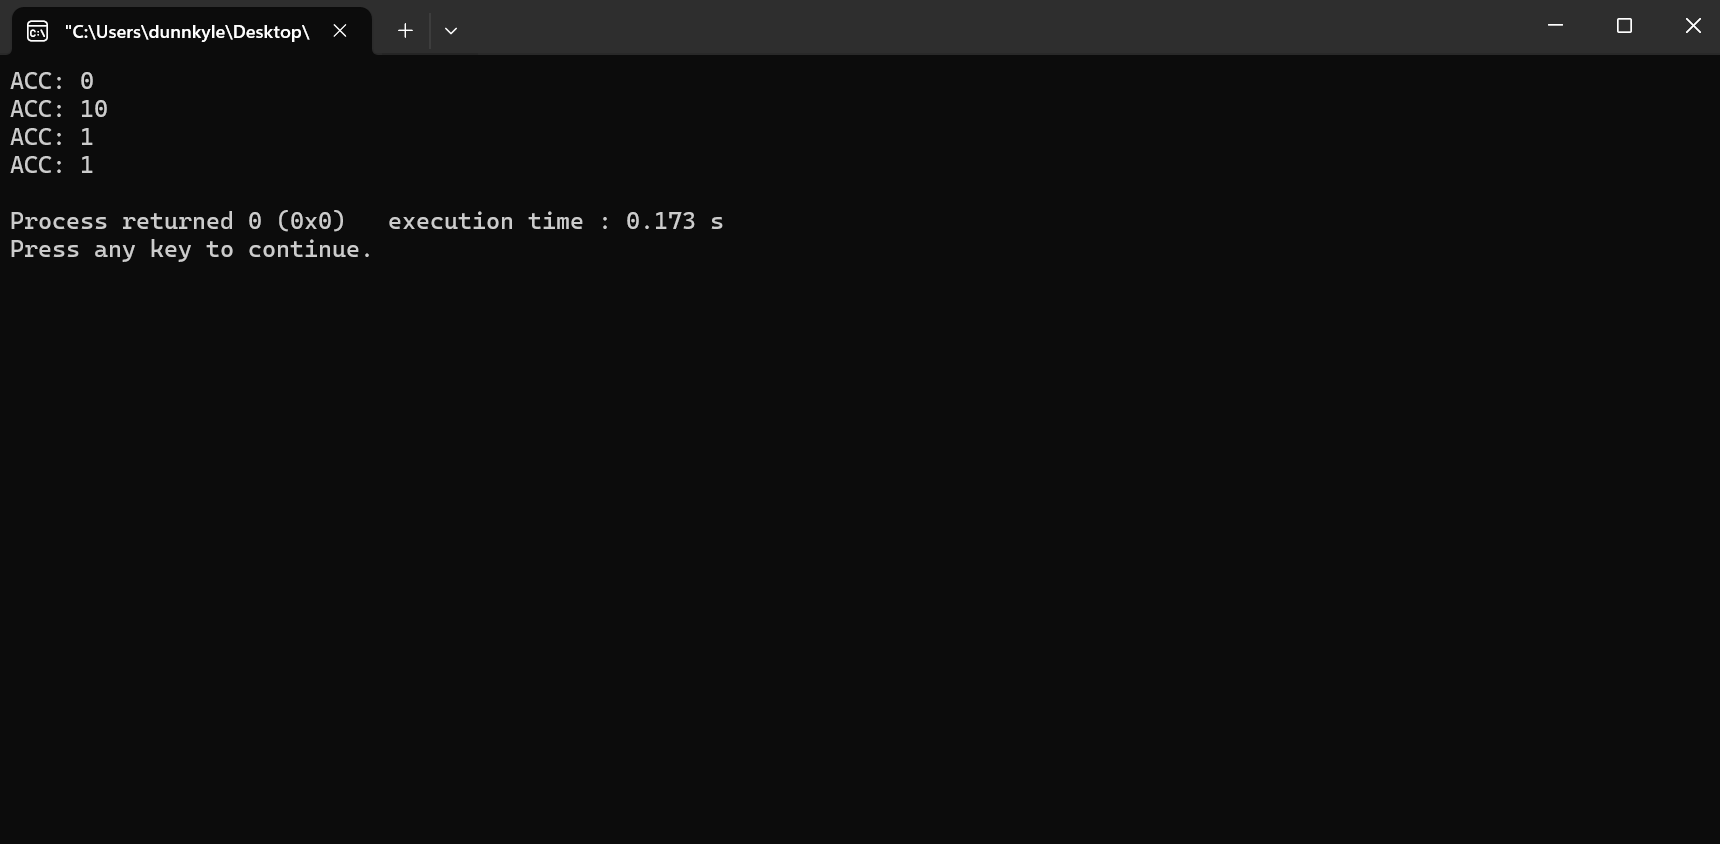 "C:\Users\dunnkyle\Desktop\
ACC: 0
ACC: 10
ACC: 1
ACC: 1
Process returned 0 (0x0)   execution time : 0.173 s
Press any key to continue.